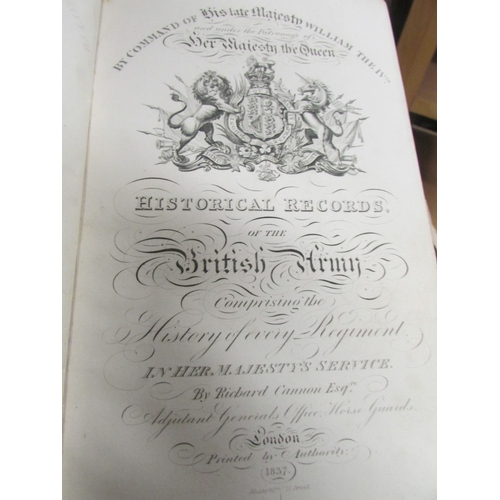 BY COMMAND OF His late Majesty WILLIAM THE IVth
and under the Patronage of
Her Majesty the Queen
HISTORICAL RECORDS,
OF THE
British Army
Comprising the
History of every Regiment
IN HER MAJESTY'S SERVICE.
By Richard Cannon Esqr.
Adjutant Generals Office, Horse Guards.
London
Printed by Authority.
1837